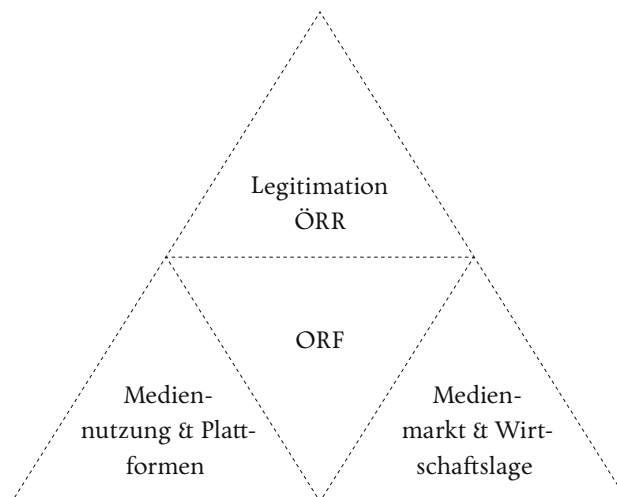 Legitimation
ÖRR
ORF
Medien-
nutzung & Platt-
formen
Medien-
markt & Wirt-
schaftslage